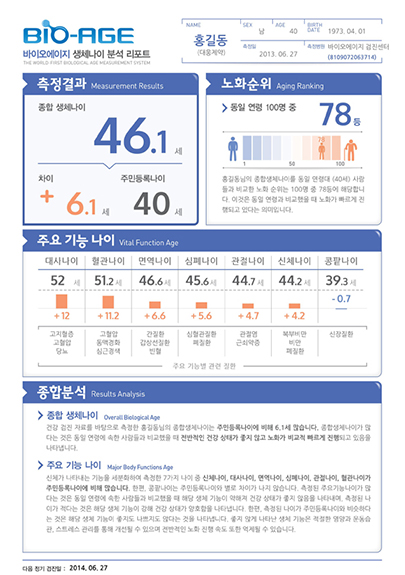 BIO-AGE
바이오에이지 생체나이 분석 리포트
THE WORLD-FIRST BIOLOGICAL AGE MEASUREMENT SYSTEM
NAME
홍길동
(대웅제약)
SEX 남 AGE 40 BIRTH DATE 1973. 04. 01
측정일 2013. 06. 27 측정병원 바이오에이지 검진센터
(8109072063714)
측정결과 Measurement Results
종합 생체나이
46.1 세
차이 주민등록나이
+ 6.1 세 40 세
노화순위 Aging Ranking
동일 연령 100명 중
78 등
78
1 50 100
홍길동님의 종합생체나이를 동일 연령대 (40세) 사람
들과 비교한 노화 순위는 100명 중 78등에 해당합니
다. 이것은 동일 연령과 비교했을 때 노화가 빠르게 진
행되고 있다는 의미입니다.
주요 기능 나이 Vital Function Age
대사나이 혈관나이 면역나이 심폐나이 관절나이 신체나이 콩팥나이
52 세 51.2 세 46.6 세 45.6 세 44.7 세 44.2 세 39.3 세
+ 12 + 11.2 + 6.6 + 5.6 + 4.7 + 4.2 - 0.7
고지혈증 고혈압 간질환 심혈관질환 관절염 복부비만 신장질환
고혈압 동맥경화 갑상선질환 폐질환 근퇴약증 비만
당뇨 심근경색 빈혈 폐질환
주요 기능별 관련 질환
종합분석 Results Analysis
종합 생체나이 Overall Biological Age
건강 검진 자료를 바탕으로 측정한 홍길동님의 종합생체나이는 주민등록나이에 비해 6.1세 많습니다. 종합생체나이가 많
다는 것은 동일 연령에 속한 사람들과 비교했을 때 전반적인 건강 상태가 좋지 않고 노화가 비교적 빠르게 진행되고 있음을
나타냅니다.
주요 기능 나이 Major Body Functions Age
신체가 나타내는 기능을 세분화하여 측정한 7가지 나이 중 신체나이, 대사나이, 면역나이, 심폐나이, 관절나이, 혈관나이가
주민등록나이에 비해 많습니다. 한편, 콩팥나이는 주민등록나이와 별로 차이가 나지 않습니다. 측정된 주요기능나이가 많
다는 것은 동일 연령에 속한 사람들과 비교했을 때 해당 생체 기능이 약해져 건강 상태가 좋지 않음을 나타내며, 측정된 나
이가 적다는 것은 해당 생체 기능이 강해 건강 상태가 양호함을 나타냅니다. 한편, 측정된 나이가 주민등록나이와 비슷하다
는 것은 해당 생체 기능이 좋지도 나쁘지도 않다는 것을 나타냅니다. 좋지 않게 나타난 생체 기능은 적절한 영양과 운동습
관, 스트레스 관리를 통해 개선될 수 있으며 전반적인 노화 진행 속도 또한 억제될 수 있습니다.
다음 정기 검진일 : 2014. 06. 27